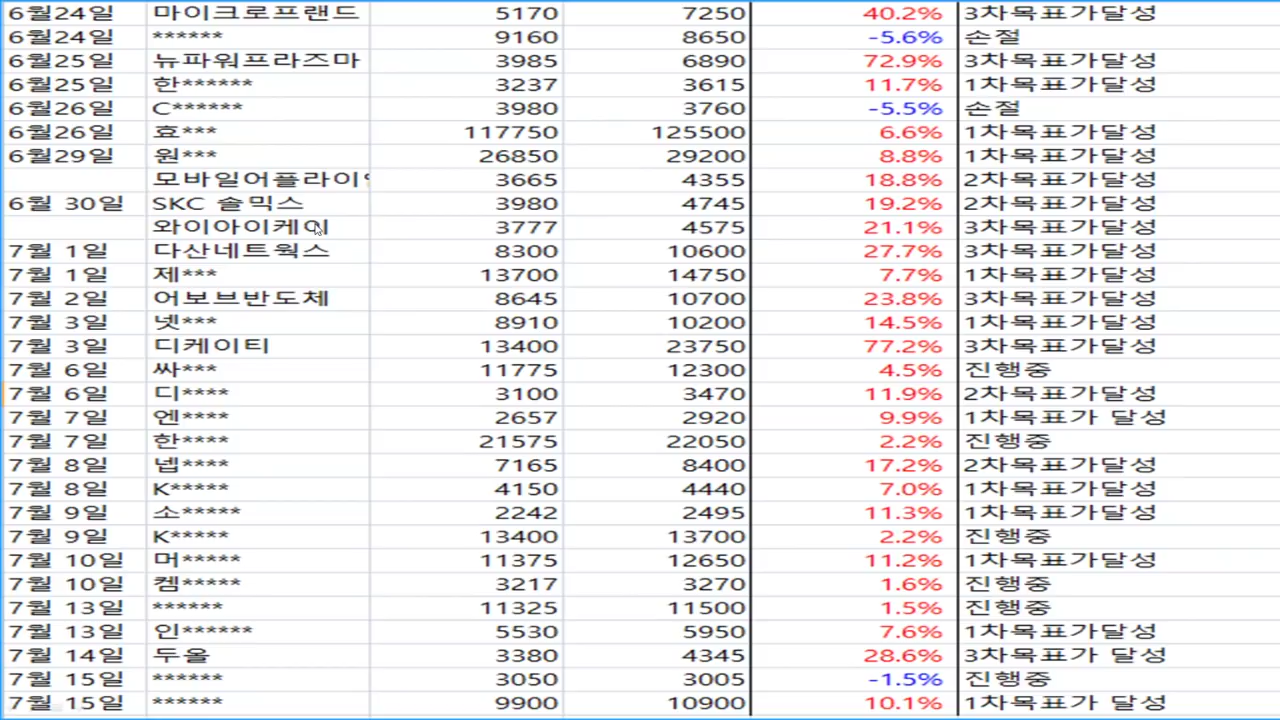 6월24일 마이크로프랜드 5170 7250 40.2% 3차목표가달성
6월24일 ****** 9160 8650 -5.6% 손절
6월25일 뉴파워프라즈마 3985 6890 72.9% 3차목표가달성
6월25일 한****** 3237 3615 11.7% 1차목표가달성
6월26일 C****** 3980 3760 -5.5% 손절
6월26일 효*** 117750 125500 6.6% 1차목표가달성
6월29일 원*** 26850 29200 8.8% 1차목표가달성
모바일어플라이 3665 4355 18.8% 2차목표가달성
6월 30일 SKC 솔믹스 3980 4745 19.2% 2차목표가달성
와이아이케이 3777 4575 21.1% 3차목표가달성
7월 1일 다산네트웍스 8300 10600 27.7% 3차목표가달성
7월 1일 제*** 13700 14750 7.7% 1차목표가달성
7월 2일 어보브반도체 8645 10700 23.8% 3차목표가달성
7월 3일 넷*** 8910 10200 14.5% 1차목표가달성
7월 3일 디케이티 13400 23750 77.2% 3차목표가달성
7월 6일 싸*** 11775 12300 4.5% 진행중
7월 6일 디**** 3100 3470 11.9% 2차목표가달성
7월 7일 엔**** 2657 2920 9.9% 1차목표가 달성
7월 7일 한**** 21575 22050 2.2% 진행중
7월 8일 넵**** 7165 8400 17.2% 2차목표가달성
7월 8일 K***** 4150 4440 7.0% 1차목표가달성
7월 9일 소***** 2242 2495 11.3% 1차목표가달성
7월 9일 K***** 13400 13700 2.2% 진행중
7월 10일 머***** 11375 12650 11.2% 1차목표가달성
7월 10일 켐***** 3217 3270 1.6% 진행중
7월 13일 ****** 11325 11500 1.5% 진행중
7월 13일 인****** 5530 5950 7.6% 1차목표가달성
7월 14일 두올 3380 4345 28.6% 3차목표가 달성
7월 15일 ****** 3050 3005 -1.5% 진행중
7월 15일 ****** 9900 10900 10.1% 1차목표가 달성